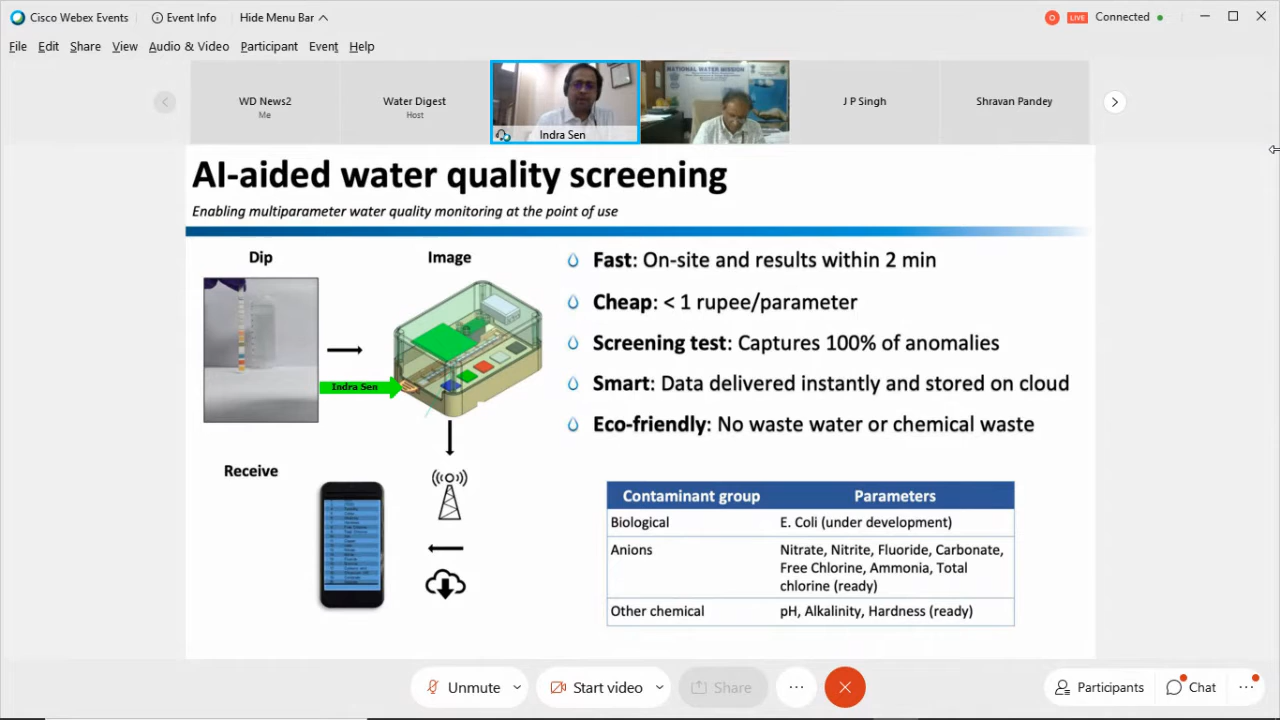 Cisco Webex Events
Event Info
Hide Menu Bar
LIVE
Connected
File Edit Share View Audio & Video Participant Event Help
WD News2
Me
Water Digest
Host
Indra Sen
NATIONAL WATER MISSION
J P Singh
Shravan Pandey
AI-aided water quality screening
Enabling multiparameter water quality monitoring at the point of use
Dip
Image
Indra Sen
Receive
Fast: On-site and results within 2 min
Cheap: < 1 rupee/parameter
Screening test: Captures 100% of anomalies
Smart: Data delivered instantly and stored on cloud
Eco-friendly: No waste water or chemical waste
Contaminant group Parameters
Biological E. Coli (under development)
Anions Nitrate, Nitrite, Fluoride, Carbonate,
Free Chlorine, Ammonia, Total
chlorine (ready)
Other chemical pH, Alkalinity, Hardness (ready)
Unmute
Start video
Share
Participants
Chat